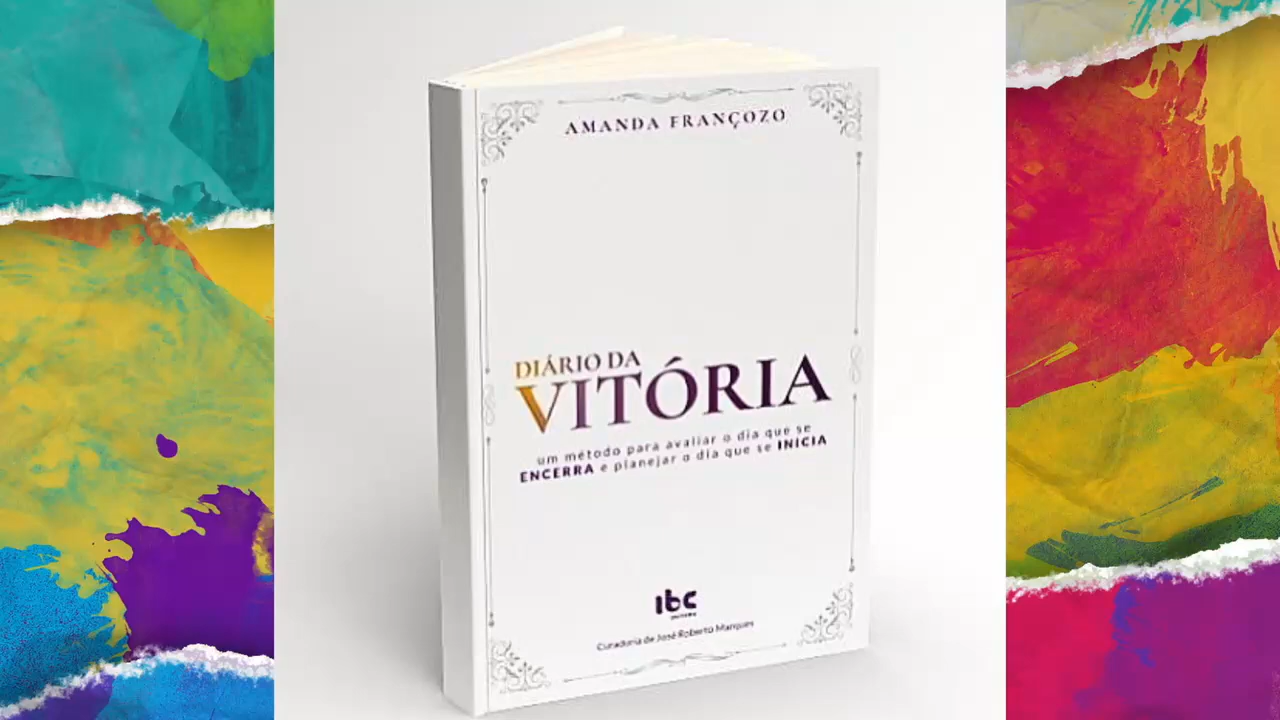 AMANDA FRANÇOZO
DIÁRIO DA
VITÓRIA
um método para avaliar o dia que se
ENCERRA e planejar o dia que se INICIA
ibc
Curadoria de José Roberto Marques